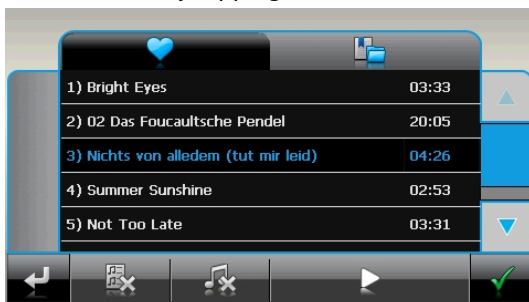 1) Bright Eyes 03:33
2) 02 Das Foucaultsche Pendel 20:05
3) Nichts von alledem (tut mir leid) 04:26
4) Summer Sunshine 02:53
5) Not Too Late 03:31